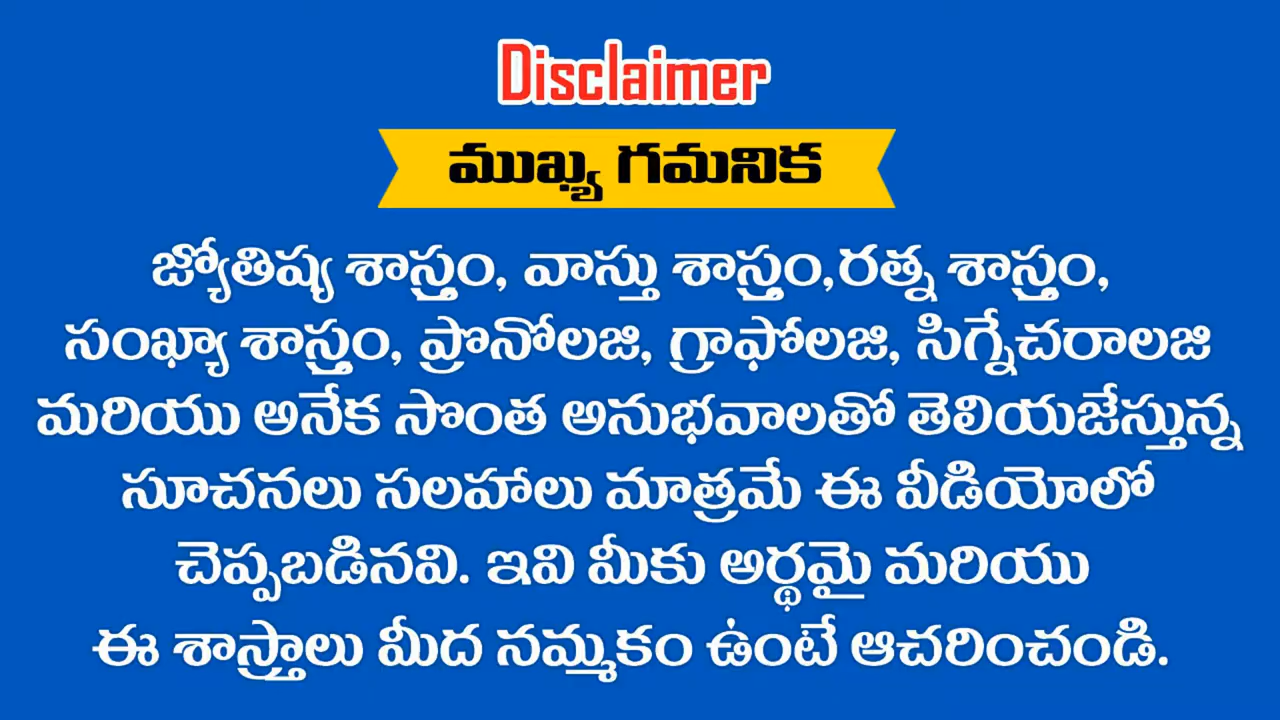 Disclaimer
ముఖ్య గమనిక
జ్యోతిష్య శాస్త్రం, వాస్తు శాస్త్రం,రత్న శాస్త్రం,
సంఖ్యా శాస్త్రం, ప్రొనోలజి, గ్రాఫోలజి, సిగ్నేచరాలజి
మరియు అనేక సొంత అనుభవాలతో తెలియజేస్తున్న
సూచనలు సలహాలు మాత్రమే ఈ వీడియోలో
చెప్పబడినవి. ఇవి మీకు అర్థమై మరియు
ఈ శాస్త్రాలు మీద నమ్మకం ఉంటే ఆచరించండి.